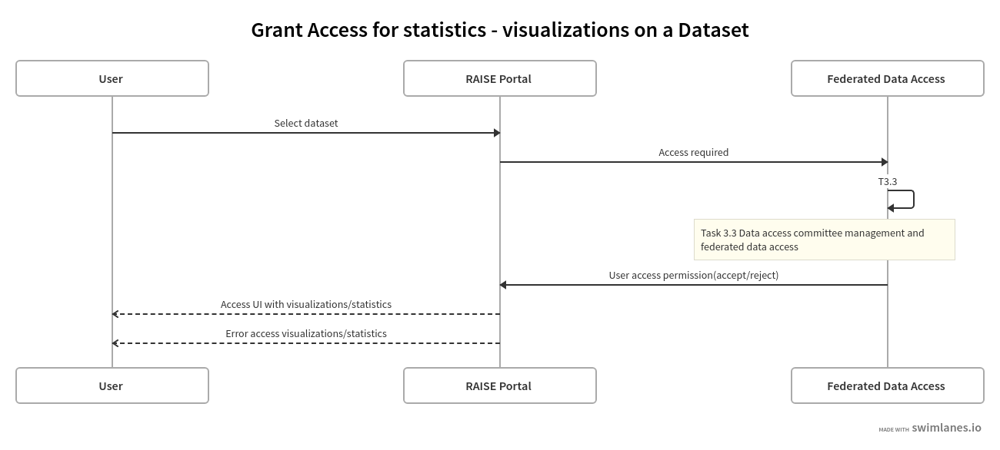 Grant Access for statistics - visualizations on a Dataset
User
RAISE Portal
Federated Data Access
Select dataset
Access required
T3.3
Task 3.3 Data access committee management and
federated data access
User access permission(accept/reject)
Access UI with visualizations/statistics
Error access visualizations/statistics
User
RAISE Portal
Federated Data Access
MADE WITH swimlanes.io